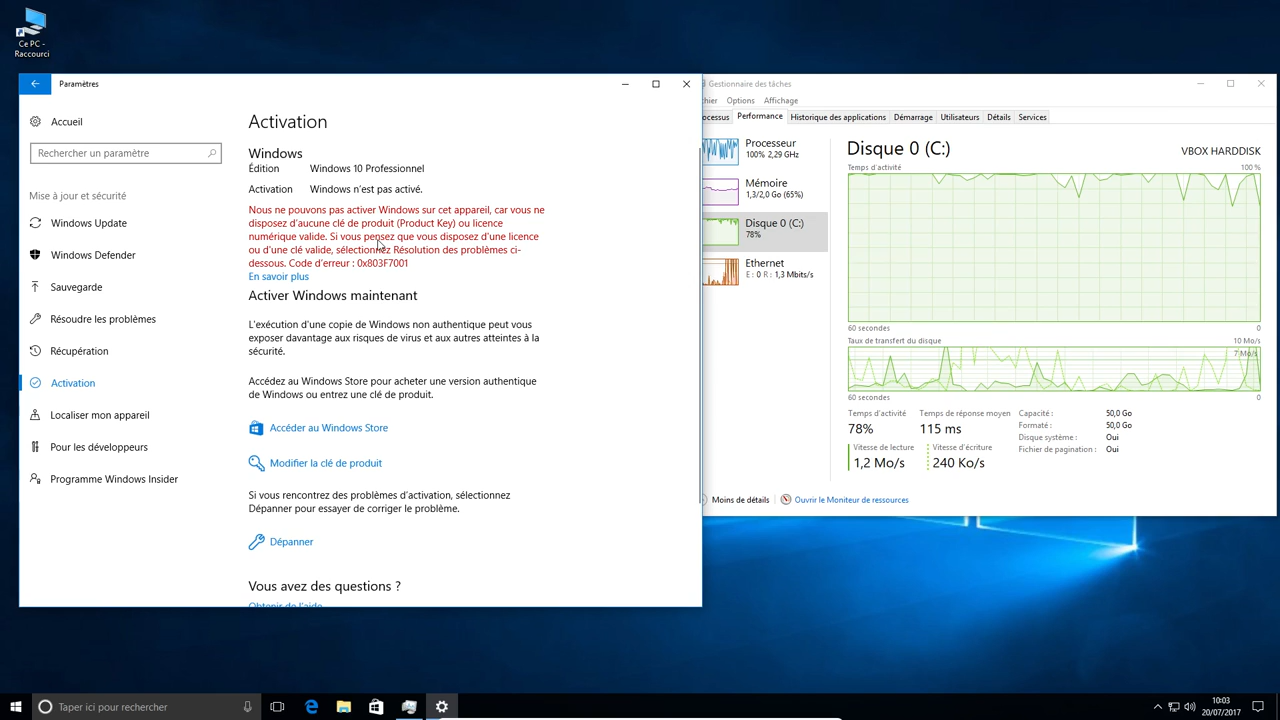 Ce PC -
Raccourci
Paramètres
Accueil
Rechercher un paramètre
Mise à jour et sécurité
Windows Update
Windows Defender
Sauvegarde
Résoudre les problèmes
Récupération
Activation
Localiser mon appareil
Pour les développeurs
Programme Windows Insider
Activation
Windows
Édition Windows 10 Professionnel
Activation Windows n'est pas activé.
Nous ne pouvons pas activer Windows sur cet appareil, car vous ne
disposez d'aucune clé de produit (Product Key) ou licence
numérique valide. Si vous pensez que vous disposez d'une licence
ou d'une clé valide, sélectionnez Résolution des problèmes ci-
dessous. Code d'erreur : 0x803F7001
En savoir plus
Activer Windows maintenant
L'exécution d'une copie de Windows non authentique peut vous
exposer davantage aux risques de virus et aux autres atteintes à la
sécurité.
Accédez au Windows Store pour acheter une version authentique
de Windows ou entrez une clé de produit.
Accéder au Windows Store
Modifier la clé de produit
Si vous rencontrez des problèmes d'activation, sélectionnez
Dépanner pour essayer de corriger le problème.
Dépanner
Vous avez des questions ?
Obtenir de l'aide
Gestionnaire des tâches
hier Options Affichage
ocessus Performance Historique des applications Démarrage Utilisateurs Détails Services
Processeur
100% 2,29 GHz
Mémoire
1,3/2,0 Go (65%)
Disque 0 (C:)
78%
Ethernet
E : 0 R : 1,3 Mbits/s
Disque 0 (C:) VBOX HARDDISK
Temps d'activité 100 %
60 secondes 0
Taux de transfert du disque 10 Mo/s
7 Mo/s
60 secondes 0
Temps d'activité Temps de réponse moyen
78% 115 ms
Vitesse de lecture Vitesse d'écriture
1,2 Mo/s 240 Ko/s
Capacité : 50,0 Go
Formaté : 50,0 Go
Disque système : Oui
Fichier de pagination : Oui
Moins de détails Ouvrir le Moniteur de ressources
Taper ici pour rechercher
10:03
20/07/2017